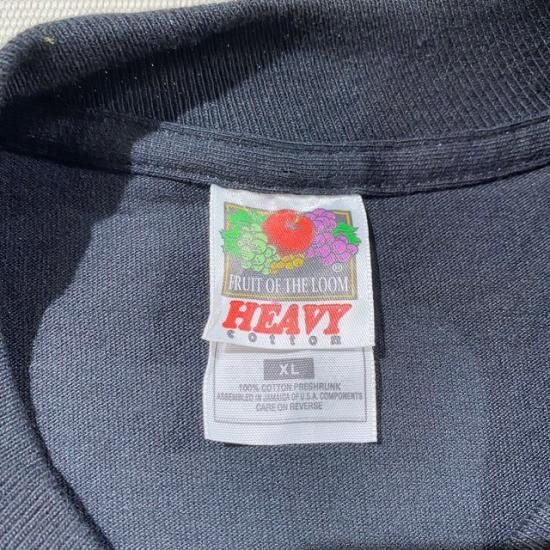 ®
FRUIT OF THE LOOM
HEAVY
cotton
XL
100% COTTON PRESHRUNK
ASSEMBLED IN JAMAICA OF U.S.A. COMPONENTS
CARE ON REVERSE